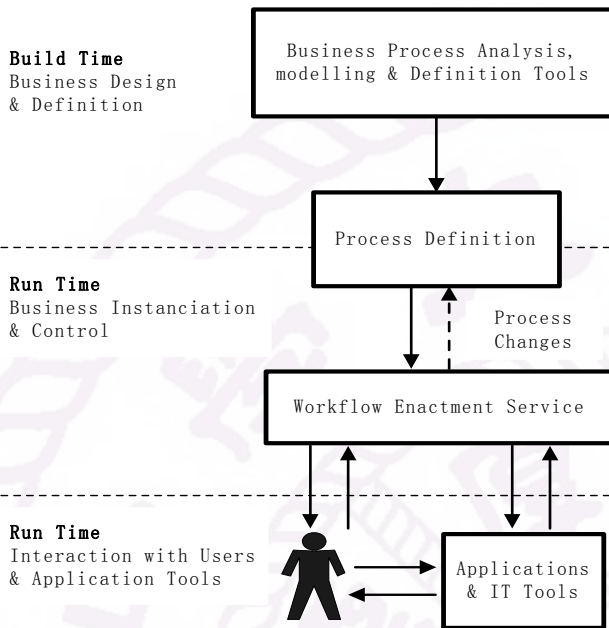 Build Time
Business Design
& Definition
Business Process Analysis,
modelling & Definition Tools
Process Definition
Run Time
Business Instanciation
& Control
Process
Changes
Workflow Enactment Service
Run Time
Interaction with Users
& Application Tools
Applications
& IT Tools